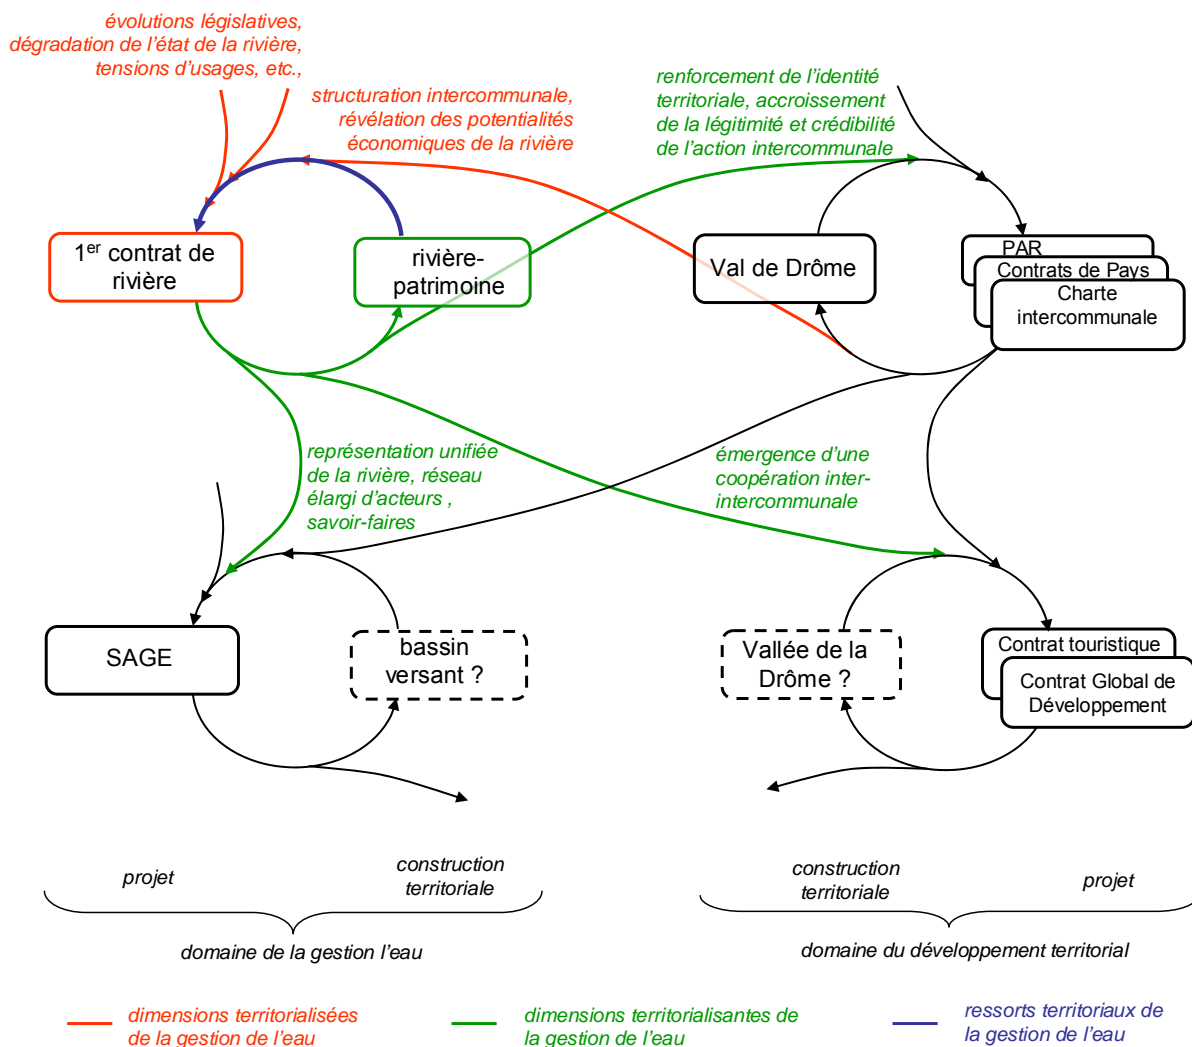 évolutions législatives,
dégradation de l'état de la rivière,
tensions d'usages, etc.,
structuration intercommunale,
révélation des potentialités
économiques de la rivière
renforcement de l'identité
territoriale, accroissement
de la légitimité et crédibilité
de l'action intercommunale
1er contrat de
rivière
rivière-
patrimoine
Val de Drôme
PAR
Contrats de Pays
Charte
intercommunale
représentation unifiée
de la rivière, réseau
élargi d'acteurs ,
savoir-faires
émergence d'une
coopération inter-
intercommunale
SAGE
bassin
versant ?
Vallée de la
Drôme ?
Contrat touristique
Contrat Global de
Développement
projet
construction
territoriale
construction
territoriale
projet
domaine de la gestion l'eau
domaine du développement territorial
dimensions territorialisées
de la gestion de l'eau
dimensions territorialisantes de
la gestion de l'eau
ressorts territoriaux de
la gestion de l'eau